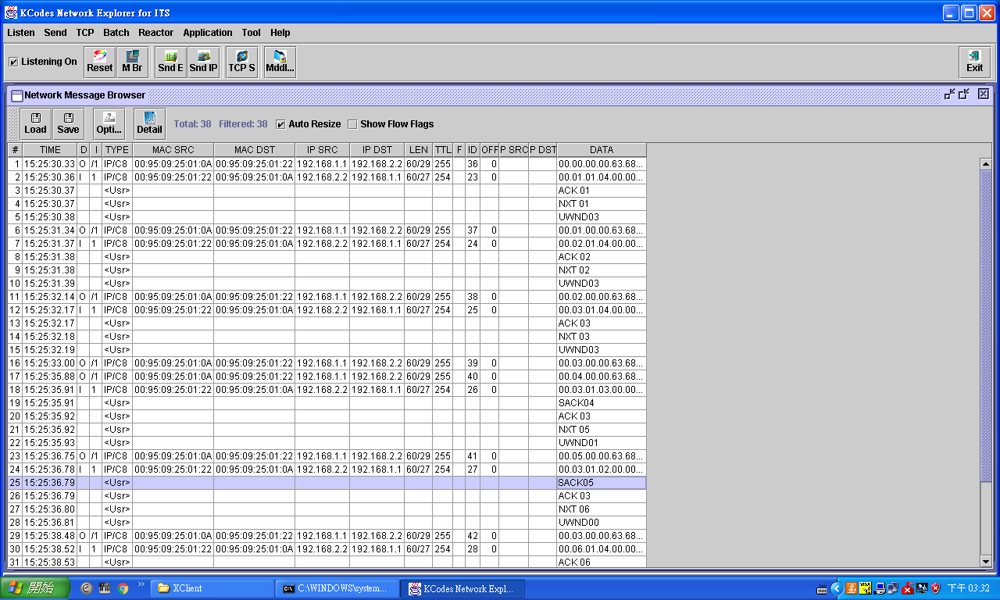 KCodes Network Explorer for ITS
Listen Send TCP Batch Reactor Application Tool Help
Listening On Reset M Br Snd E Snd IP TCP S Mddl... Exit
Network Message Browser
Load Save Opti... Detail Total: 38 Filtered: 38 Auto Resize Show Flow Flags
# TIME D I TYPE MAC SRC MAC DST IP SRC IP DST LEN TTL F ID OFF P SRC P DST DATA
1 15:25:30.33 O /1 IP/C8 00:95:09:25:01:0A 00:95:09:25:01:22 192.168.1.1 192.168.2.2 60/29 255 36 0 00.00.00.00.63.68...
2 15:25:30.36 I 1 IP/C8 00:95:09:25:01:22 00:95:09:25:01:0A 192.168.2.2 192.168.1.1 60/27 254 23 0 00.01.01.04.00.00...
3 15:25:30.37 <Usr> ACK 01
4 15:25:30.37 <Usr> NXT 01
5 15:25:30.38 <Usr> UWND03
6 15:25:31.34 O /1 IP/C8 00:95:09:25:01:0A 00:95:09:25:01:22 192.168.1.1 192.168.2.2 60/29 255 37 0 00.01.00.00.63.68...
7 15:25:31.37 I 1 IP/C8 00:95:09:25:01:22 00:95:09:25:01:0A 192.168.2.2 192.168.1.1 60/27 254 24 0 00.02.01.04.00.00...
8 15:25:31.38 <Usr> ACK 02
9 15:25:31.38 <Usr> NXT 02
10 15:25:31.39 <Usr> UWND03
11 15:25:32.14 O /1 IP/C8 00:95:09:25:01:0A 00:95:09:25:01:22 192.168.1.1 192.168.2.2 60/29 255 38 0 00.02.00.00.63.68...
12 15:25:32.17 I 1 IP/C8 00:95:09:25:01:22 00:95:09:25:01:0A 192.168.2.2 192.168.1.1 60/27 254 25 0 00.03.01.04.00.00...
13 15:25:32.17 <Usr> ACK 03
14 15:25:32.18 <Usr> NXT 03
15 15:25:32.19 <Usr> UWND03
16 15:25:33.00 O /1 IP/C8 00:95:09:25:01:0A 00:95:09:25:01:22 192.168.1.1 192.168.2.2 60/29 255 39 0 00.03.00.00.63.68...
17 15:25:35.88 O /1 IP/C8 00:95:09:25:01:0A 00:95:09:25:01:22 192.168.1.1 192.168.2.2 60/29 255 40 0 00.04.00.00.63.68...
18 15:25:35.91 I 1 IP/C8 00:95:09:25:01:22 00:95:09:25:01:0A 192.168.2.2 192.168.1.1 60/27 254 26 0 00.03.01.03.00.00...
19 15:25:35.91 <Usr> SACK04
20 15:25:35.92 <Usr> ACK 03
21 15:25:35.92 <Usr> NXT 05
22 15:25:35.93 <Usr> UWND01
23 15:25:36.75 O /1 IP/C8 00:95:09:25:01:0A 00:95:09:25:01:22 192.168.1.1 192.168.2.2 60/29 255 41 0 00.05.00.00.63.68...
24 15:25:36.78 I 1 IP/C8 00:95:09:25:01:22 00:95:09:25:01:0A 192.168.2.2 192.168.1.1 60/27 254 27 0 00.03.01.02.00.00...
25 15:25:36.79 <Usr> SACK05
26 15:25:36.79 <Usr> ACK 03
27 15:25:36.80 <Usr> NXT 06
28 15:25:36.81 <Usr> UWND00
29 15:25:38.48 O /1 IP/C8 00:95:09:25:01:0A 00:95:09:25:01:22 192.168.1.1 192.168.2.2 60/29 255 42 0 00.03.00.00.63.68...
30 15:25:38.52 I 1 IP/C8 00:95:09:25:01:22 00:95:09:25:01:0A 192.168.2.2 192.168.1.1 60/27 254 28 0 00.06.01.04.00.00...
31 15:25:38.53 <Usr> ACK 06
開始 XClient C:\WINDOWS\system... KCodes Network Expl... 下午 03:32